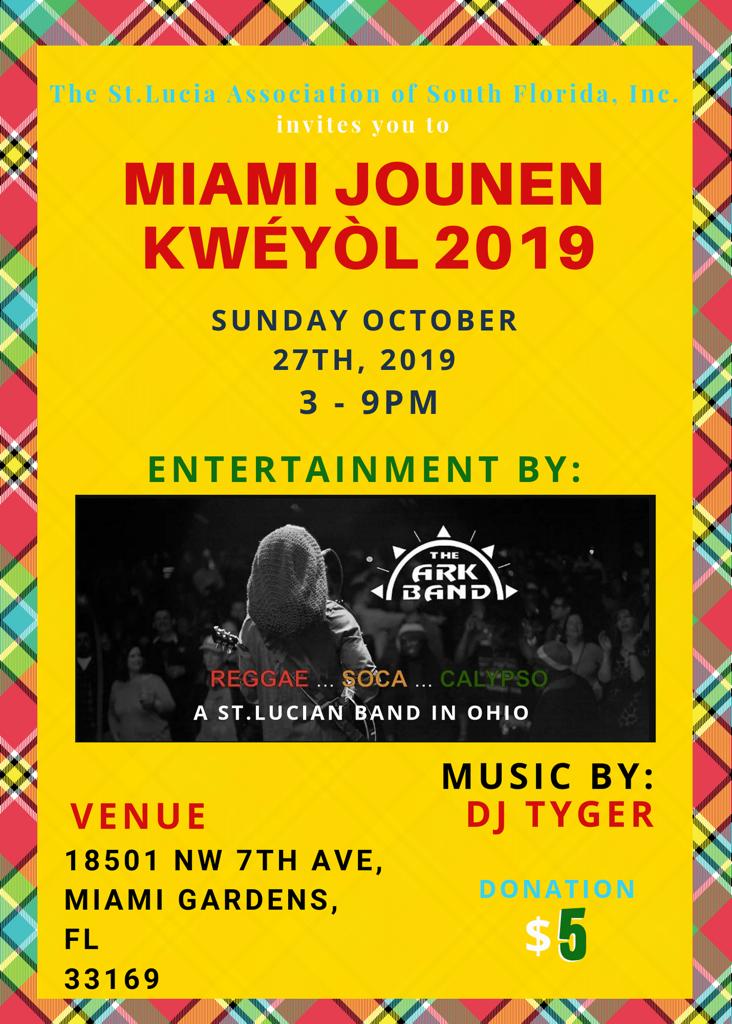 The St.Lucia Association of South Florida, Inc.
invites you to
MIAMI JOUNEN
KWÉYÒL 2019
SUNDAY OCTOBER
27TH, 2019
3 - 9PM
ENTERTAINMENT BY:
THE
ARK
BAND
REGGAE ... SOCA ... CALYPSO
A ST.LUCIAN BAND IN OHIO
MUSIC BY:
DJ TYGER
VENUE
18501 NW 7TH AVE,
MIAMI GARDENS,
FL
33169
DONATION
$5